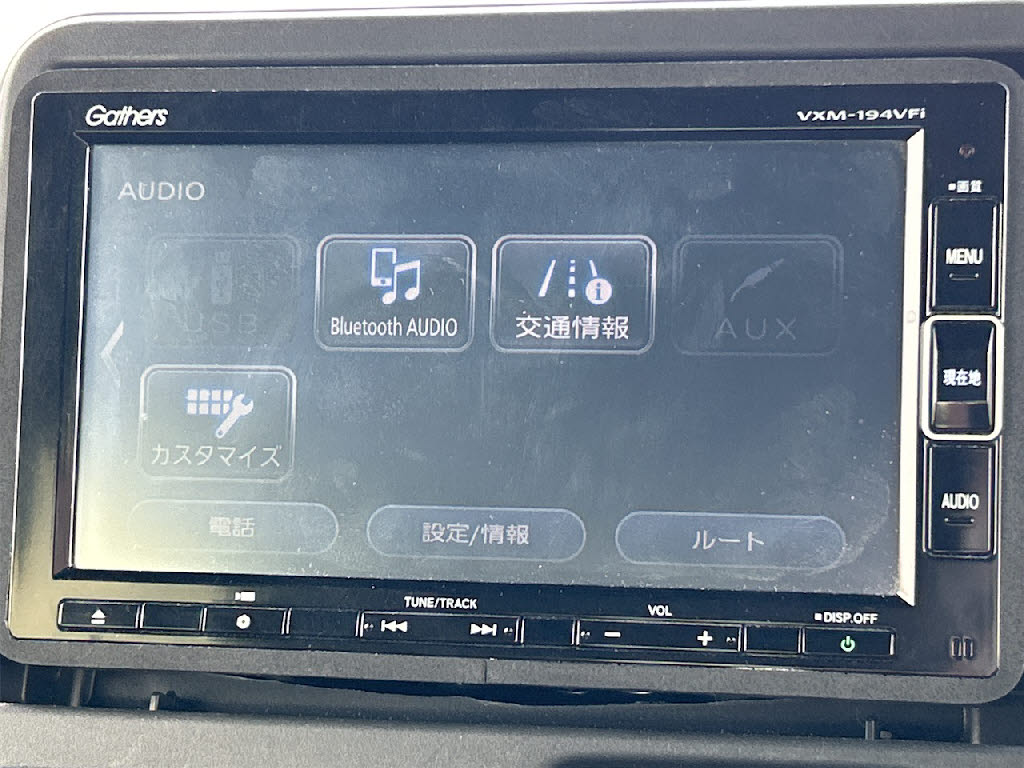 Gathers
VXM-194VFi
AUDIO
■画質
MENU
USB
Bluetooth AUDIO
交通情報
AUX
現在地
カスタマイズ
AUDIO
電話
設定/情報
ルート
TUNE/TRACK
VOL
■DISP.OFF